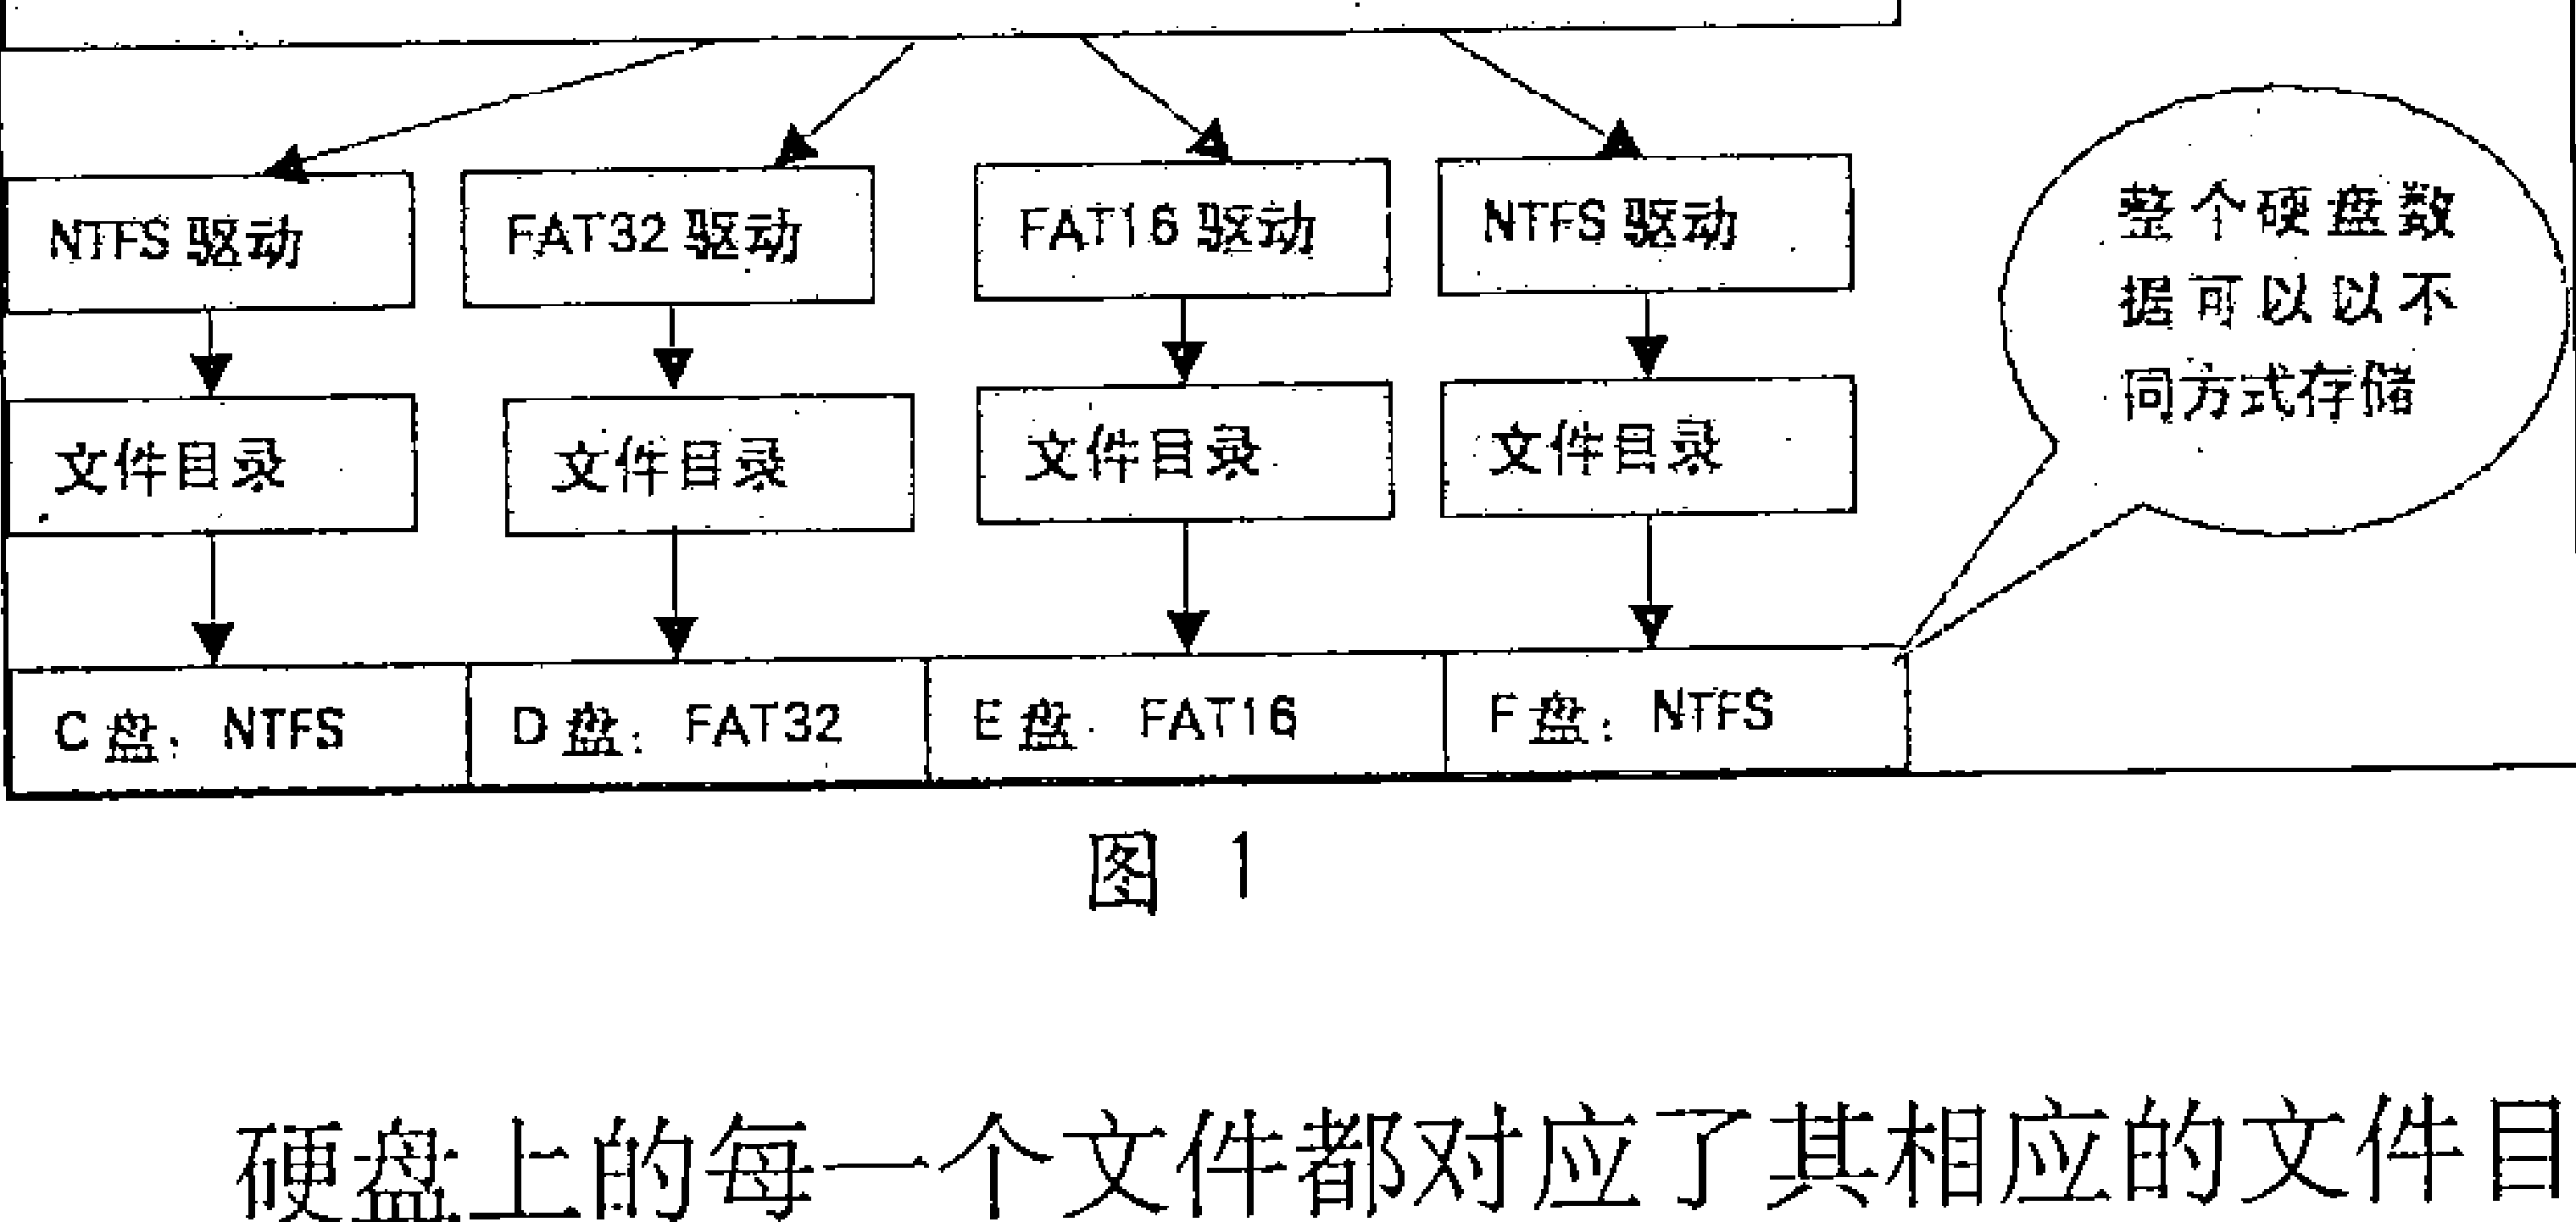 NTFS 驱动 FAT32 驱动 FAT16 驱动 NTFS 驱动
文件目录 文件目录 文件目录 文件目录
C 盘: NTFS D 盘: FAT32 E 盘. FAT16 F 盘: NTFS
整个硬盘数
据可以以不
同方式存储
图 1
硬盘上的每一个文件都对应了其相应的文件目